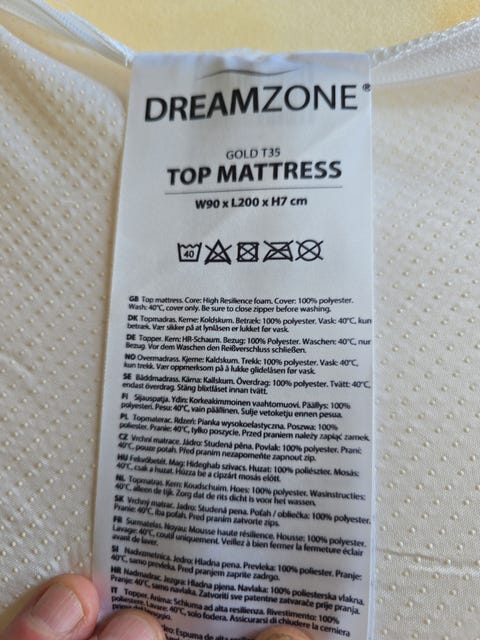 DREAMZONE®
GOLD T35
TOP MATTRESS
W90 x L200 x H7 cm
40
GB Top mattress. Core: High Resilience foam. Cover: 100% polyester.
Wash: 40°C, cover only. Be sure to close zipper before washing.
DK Topmadras. Kerne: Koldskum. Betræk: 100% polyester. Vask: 40°C, kun
betræk. Vær sikker på at lynlåsen er lukket før vask.
DE Topper. Kern: HR-Schaum. Bezug: 100% Polyester. Waschen: 40°C, nur
Bezug. Vor dem Waschen den Reißverschluss schließen.
NO Overmadrass. Kjerne: Kaldskum. Trekk: 100% polyester. Vask: 40°C,
kun trekk. Vær oppmerksom på å lukke glidelåsen før vask.
SE Bäddmadrass. Kärna: Kallskum. Överdrag: 100% polyester. Tvätt: 40°C,
endast överdrag. Stäng blixtlåset innan tvätt.
FI Sijauspatja. Ydin: Korkeakimmoinen vaahtomuovi. Päällys: 100%
polyesteri. Pesu: 40°C, vain päällinen. Sulje vetoketju ennen pesua.
PL Topmaterac. Rdzeń: Pianka wysokoelastyczna. Poszwa: 100%
poliester. Pranie: 40°C, tylko poszycie. Przed praniem należy zapiąć zamek.
CZ Vrchní matrace. Jádro: Studená pěna. Povlak: 100% polyester. Praní:
40°C, pouze potah. Před praním nezapomeňte zapnout zip.
HU Fekvőbetét. Mag: Hideghab szivacs. Huzat: 100% poliészter. Mosás:
40°C, csak a huzat. Húzza be a cipzárt mosás előtt.
NL Topmatras. Kern: Koudschuim. Hoes: 100% polyester. Wasinstructies:
40°C, alleen de tijk. Zorg dat de rits dicht is voor het wassen.
SK Vrchný matrac. Jadro: Studená pena. Poťah / obliečka: 100% polyester.
Pranie: 40°C. Iba poťah. Pred praním zatvorte zips.
FR Surmatelas. Noyau: Mousse haute résilience. Housse: 100% polyester.
Lavage: 40°C, couti uniquement. Veillez à bien fermer la fermeture éclair
avant de laver.
SI Nadvzmetnica. Jedro: Hladna pena. Prevleka: 100% poliester. Pranje:
40°C, samo prevleka. Pred pranjem zaprite zadrgo.
HR Nadmadrac. Jezgra: Hladna pjena. Navlaka: 100% poliesterska vlakna.
Pranje: 40°C, samo navlaka. Zatvoriti sve patentne zatvarače prije pranja.
IT Topper. Anima: Schiuma ad alta resilienza. Rivestimento: 100%
poliestere. Lavare: 40°C, solo fodera. Assicurarsi di chiudere la cerniera
prima del lavaggio.
Espuma de alta